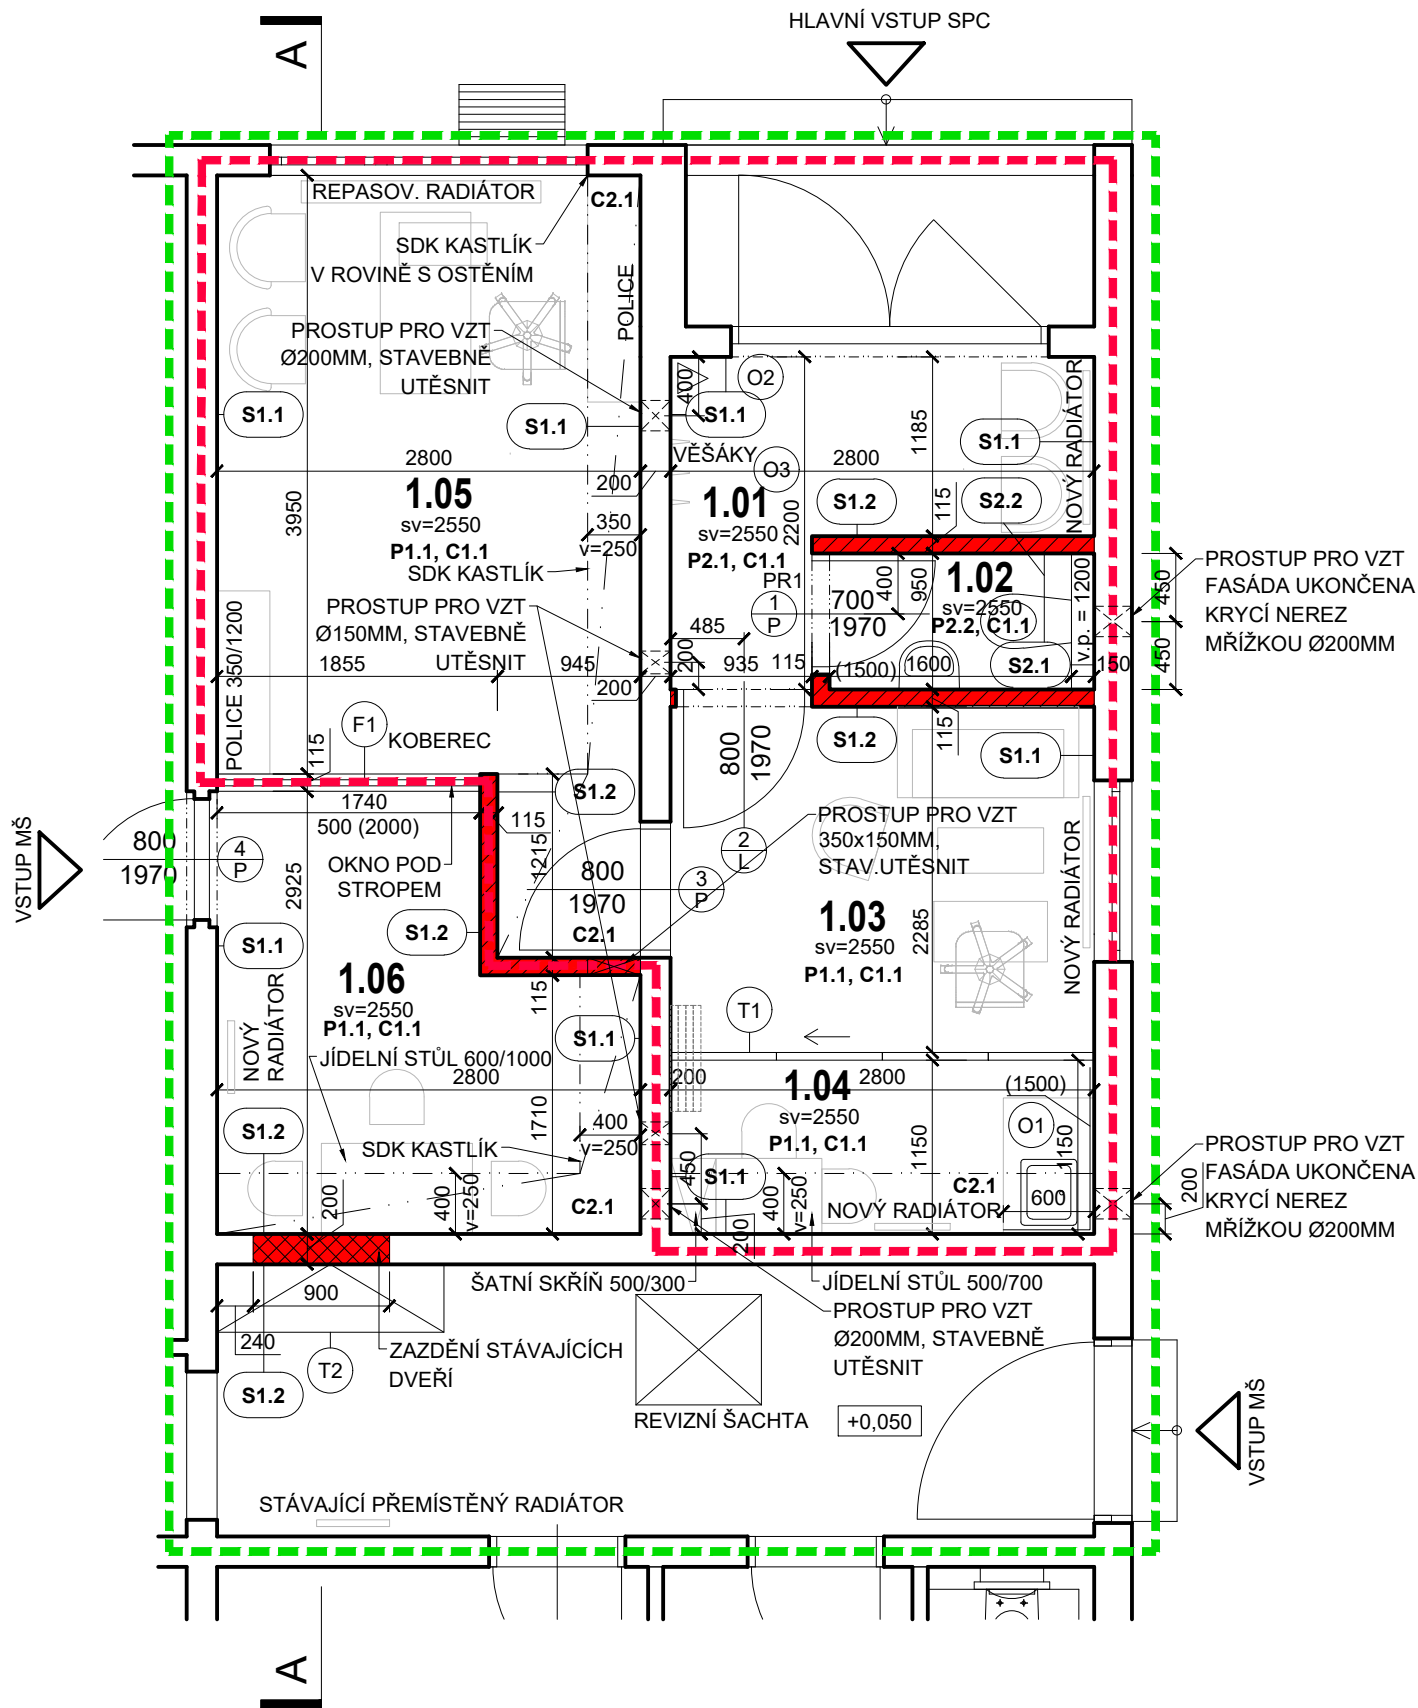 HLAVNÍ VSTUP SPC
A
REPASOV. RADIÁTOR
C2.1
SDK KASTLÍK
V ROVINĚ S OSTĚNÍM
POLICE
PROSTUP PRO VZT
Ø200MM, STAVEBNĚ
UTĚSNIT
S1.1
S1.1
400
O2
S1.1
1185
S1.1
NOVÝ RADIÁTOR
2800
VĚŠÁKY
O3
2800
200
1.05
sv=2550
P1.1, C1.1
3950
350
v=250
SDK KASTLÍK
1.01
sv=2550
P2.1, C1.1
2200
S1.2
S2.2
115
PR1
1
P
700
1970
400
950
1.02
sv=2550
P2.2, C1.1
v.p. = 1200
450
450
PROSTUP PRO VZT
FASÁDA UKONČENA
KRYCÍ NEREZ
MŘÍŽKOU Ø200MM
PROSTUP PRO VZT
Ø150MM, STAVEBNĚ
UTĚSNIT
POLICE 350/1200
485
200
1855
945
935
115
(1500)
1600
S2.1
150
200
F1
KOBEREC
115
800
1970
S1.2
115
S1.1
S1.2
1740
500 (2000)
115
1215
PROSTUP PRO VZT
350x150MM,
STAV.UTĚSNIT
VSTUP MŠ
800
1970
4
P
2925
OKNO POD
STROPEM
800
1970
C2.1
3
P
2
L
S1.1
S1.2
1.03
sv=2550
P1.1, C1.1
2285
NOVÝ RADIÁTOR
1.06
sv=2550
P1.1, C1.1
NOVÝ
RADIÁTOR
115
S1.1
T1
JÍDELNÍ STŮL 600/1000
2800
200
1.04
sv=2550
P1.1, C1.1
2800
(1500)
S1.2
1710
400
v=250
SDK KASTLÍK
O1
1150
1150
450
S1.1
200
400
v=250
C2.1
400
v=250
C2.1
600
NOVÝ RADIÁTOR
200
200
PROSTUP PRO VZT
FASÁDA UKONČENA
KRYCÍ NEREZ
MŘÍŽKOU Ø200MM
ŠATNÍ SKŘÍŇ 500/300
JÍDELNÍ STŮL 500/700
900
PROSTUP PRO VZT
Ø200MM, STAVEBNĚ
UTĚSNIT
240
ZAZDĚNÍ STÁVAJÍCÍCH
DVEŘÍ
T2
S1.2
REVIZNÍ ŠACHTA
+0,050
VSTUP MŠ
STÁVAJÍCÍ PŘEMÍSTĚNÝ RADIÁTOR
A